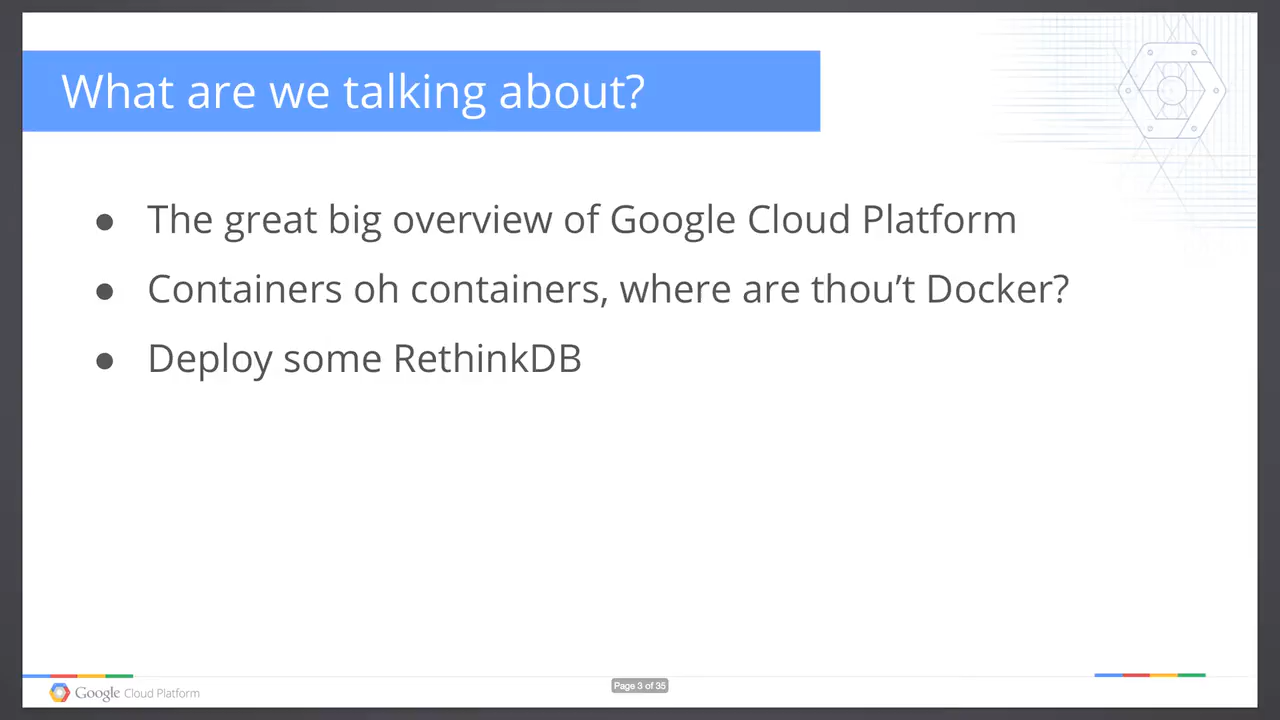 What are we talking about?
● The great big overview of Google Cloud Platform
● Containers oh containers, where are thou’t Docker?
● Deploy some RethinkDB
Google Cloud Platform
Page 3 of 35